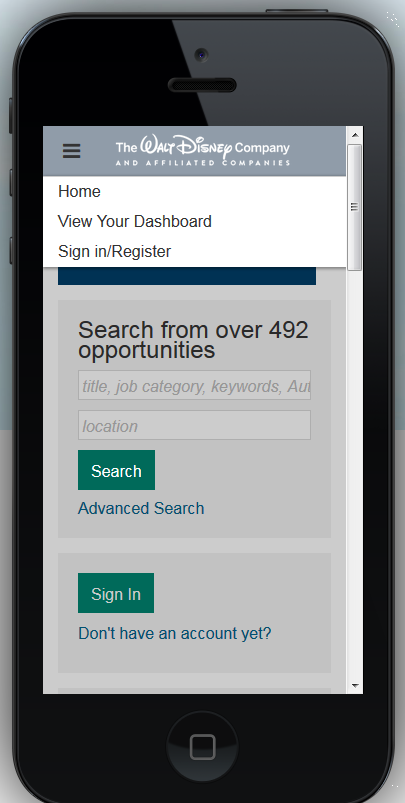 The Walt Disney Company
AND AFFILIATED COMPANIES
Home
View Your Dashboard
Sign in/Register
Search from over 492
opportunities
title, job category, keywords, Aut
location
Search
Advanced Search
Sign In
Don't have an account yet?